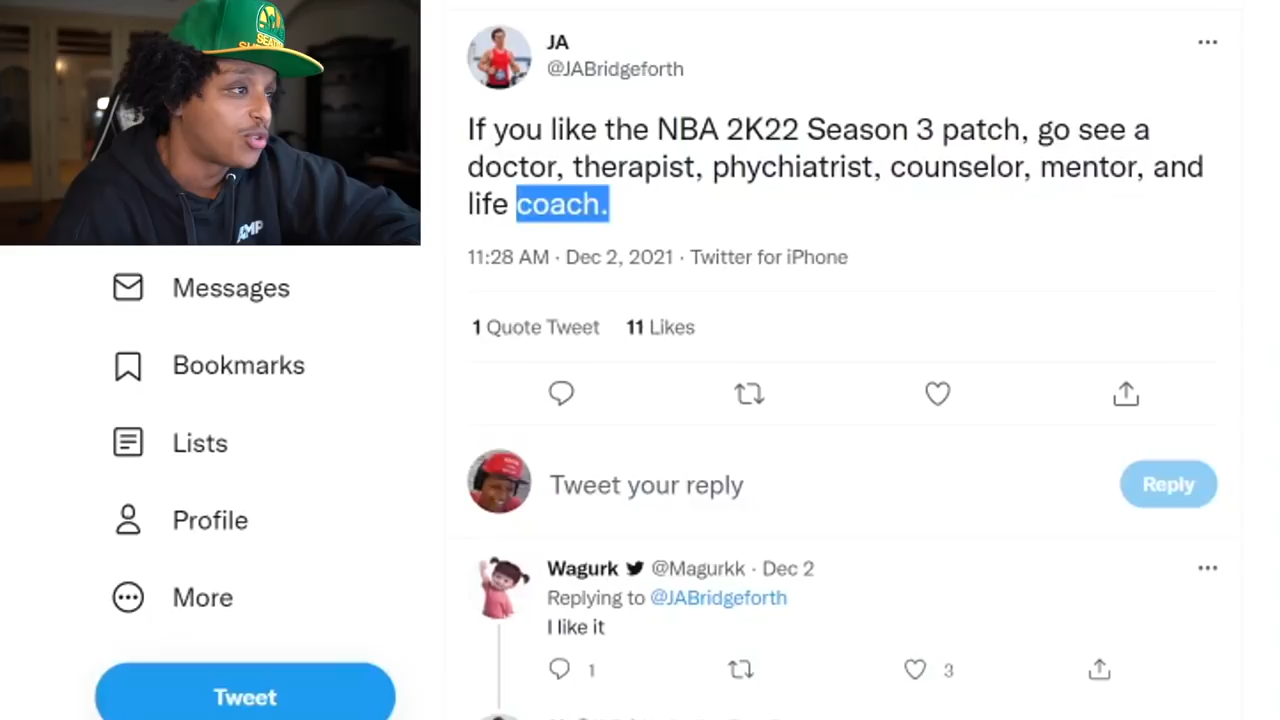 SEATTLE
AMP
JA
@JABridgeforth
If you like the NBA 2K22 Season 3 patch, go see a
doctor, therapist, phychiatrist, counselor, mentor, and
life coach.
11:28 AM · Dec 2, 2021 · Twitter for iPhone
1 Quote Tweet 11 Likes
Tweet your reply
Reply
Wagurk @Magurkk · Dec 2
Replying to @JABridgeforth
I like it
1 3
Messages
Bookmarks
Lists
Profile
More
Tweet